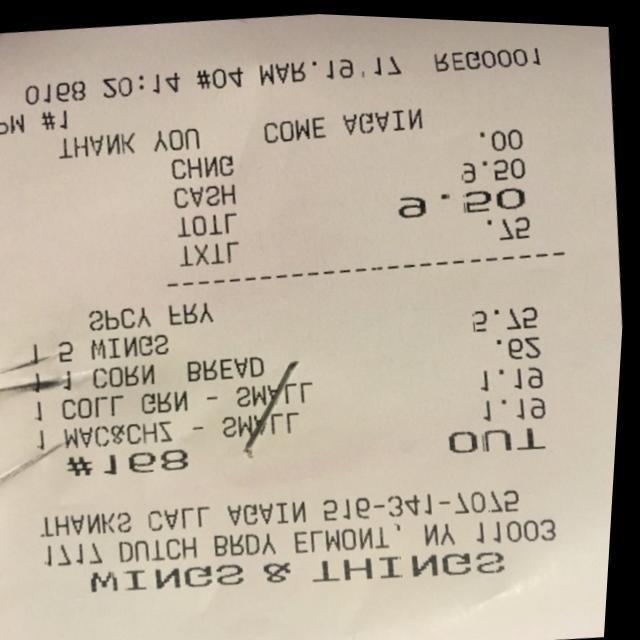 WINGS & THINGS
1717 DUTCH BRDY ELMONT, NY 11003
THANKS CALL AGAIN 516-341-7075
#168 OUT
1 MAC&CHZ - SMALL 1.19
1 COLL GRN - SMALL 1.19
1 1 CORN BREAD .62
1 5 WINGS 5.75
SPCY FRY
TXTL .75
TOTL 9.50
CASH 9.50
CHNG .00
THANK YOU COME AGAIN
PM #1
0168 20:14 #04 MAR.19'17 REG0001